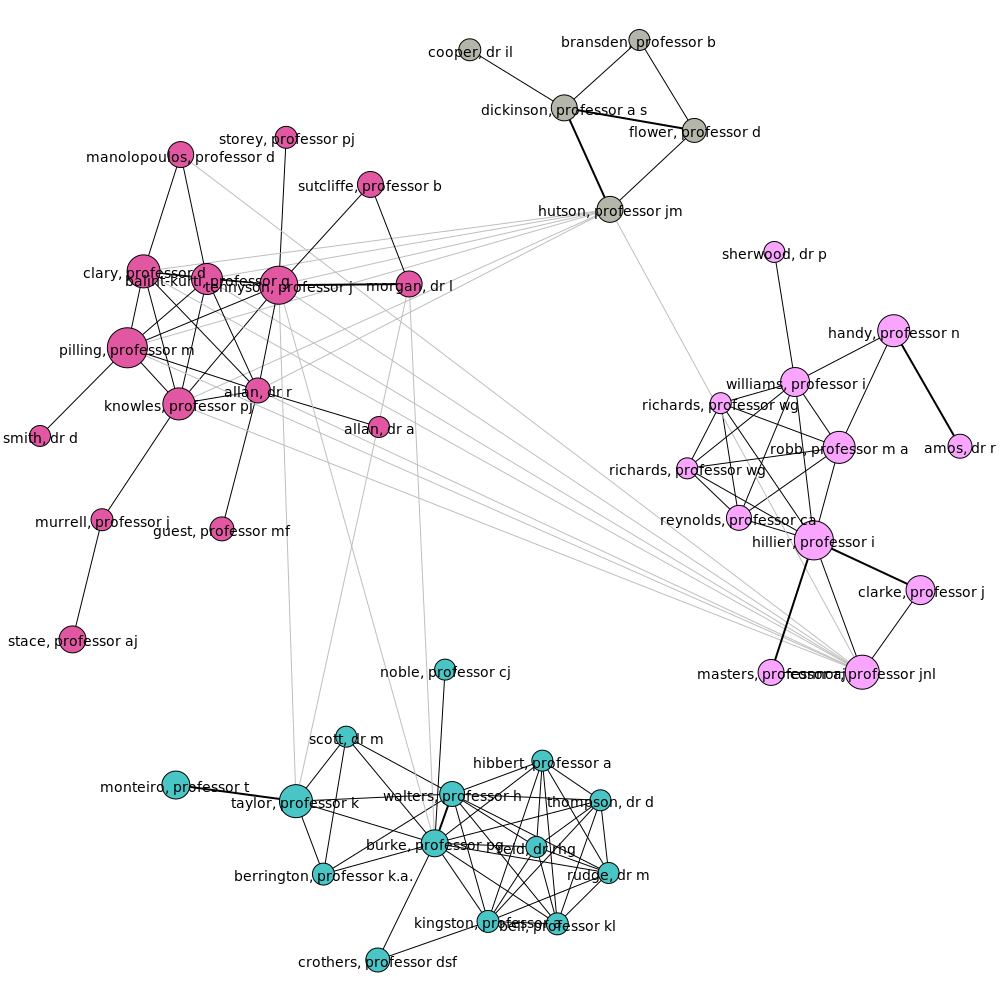 bransden, professor b
cooper, dr il
dickinson, professor a s
flower, professor d
storey, professor pj
manolopoulos, professor d
sutcliffe, professor b
hutson, professor jm
sherwood, dr p
clary, professor d
balint-kurti, professor g
tennyson, professor j
morgan, dr l
handy, professor n
pilling, professor m
williams, professor i
allan, dr r
knowles, professor pj
richards, professor wg
smith, dr d
allan, dr a
robb, professor m a
amos, dr r
richards, professor wg
murrell, professor j
guest, professor mf
reynolds, professor ca
hillier, professor i
clarke, professor j
stace, professor aj
noble, professor cj
masters, professor aj
connor, professor jnl
scott, dr m
hibbert, professor a
monteiro, professor t
taylor, professor k
walters, professor h
thompson, dr d
burke, professor pg
reid, dr rhg
berrington, professor k.a.
rudge, dr m
kingston, professor a
bell, professor kl
crothers, professor dsf